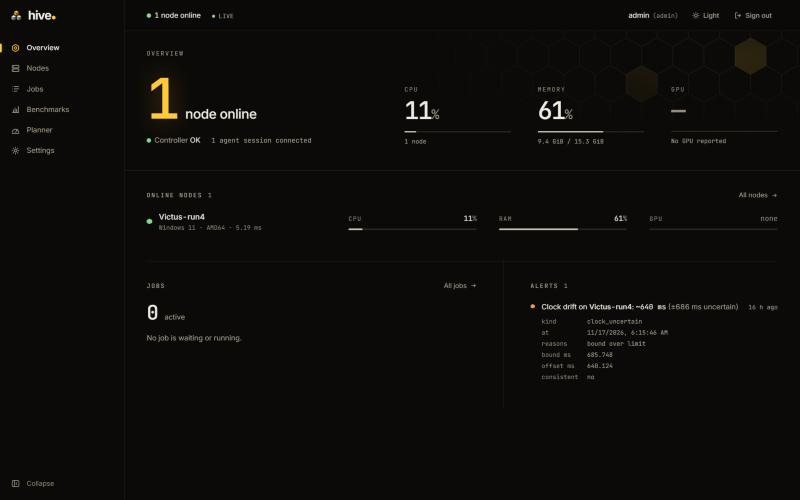 hive.
1 node online
LIVE
admin (admin)
Light
Sign out
Overview
Nodes
Jobs
Benchmarks
Planner
Settings
Collapse
OVERVIEW
1 node online
Controller OK
1 agent session connected
CPU
11%
1 node
MEMORY
61%
9.4 GiB / 15.3 GiB
GPU
—
No GPU reported
ONLINE NODES 1
All nodes →
Victus-run4
Windows 11 · AMD64 · 5.19 ms
CPU 11%
RAM 61%
GPU none
JOBS
All jobs →
0 active
No job is waiting or running.
ALERTS 1
Clock drift on Victus-run4: ~640 ms (±686 ms uncertain) 16 h ago
kind clock_uncertain
at 11/17/2026, 6:15:46 AM
reasons bound over limit
bound ms 685.748
offset ms 640.124
consistent no